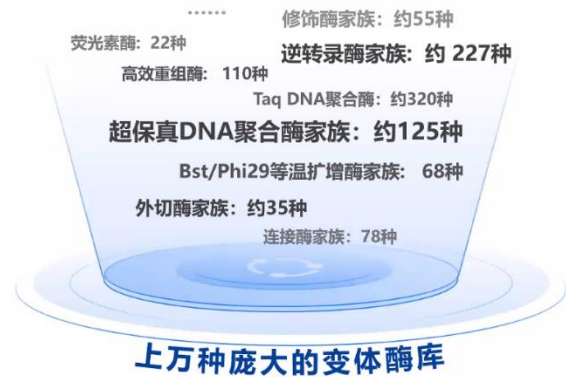 ......
修饰酶家族：约55种
荧光素酶: 22种
逆转录酶家族: 约 227种
高效重组酶: 110种
Taq DNA聚合酶：约320种
超保真DNA聚合酶家族：约125种
Bst/Phi29等温扩增酶家族: 68种
外切酶家族：约35种
连接酶家族：78种
上万种庞大的变体酶库